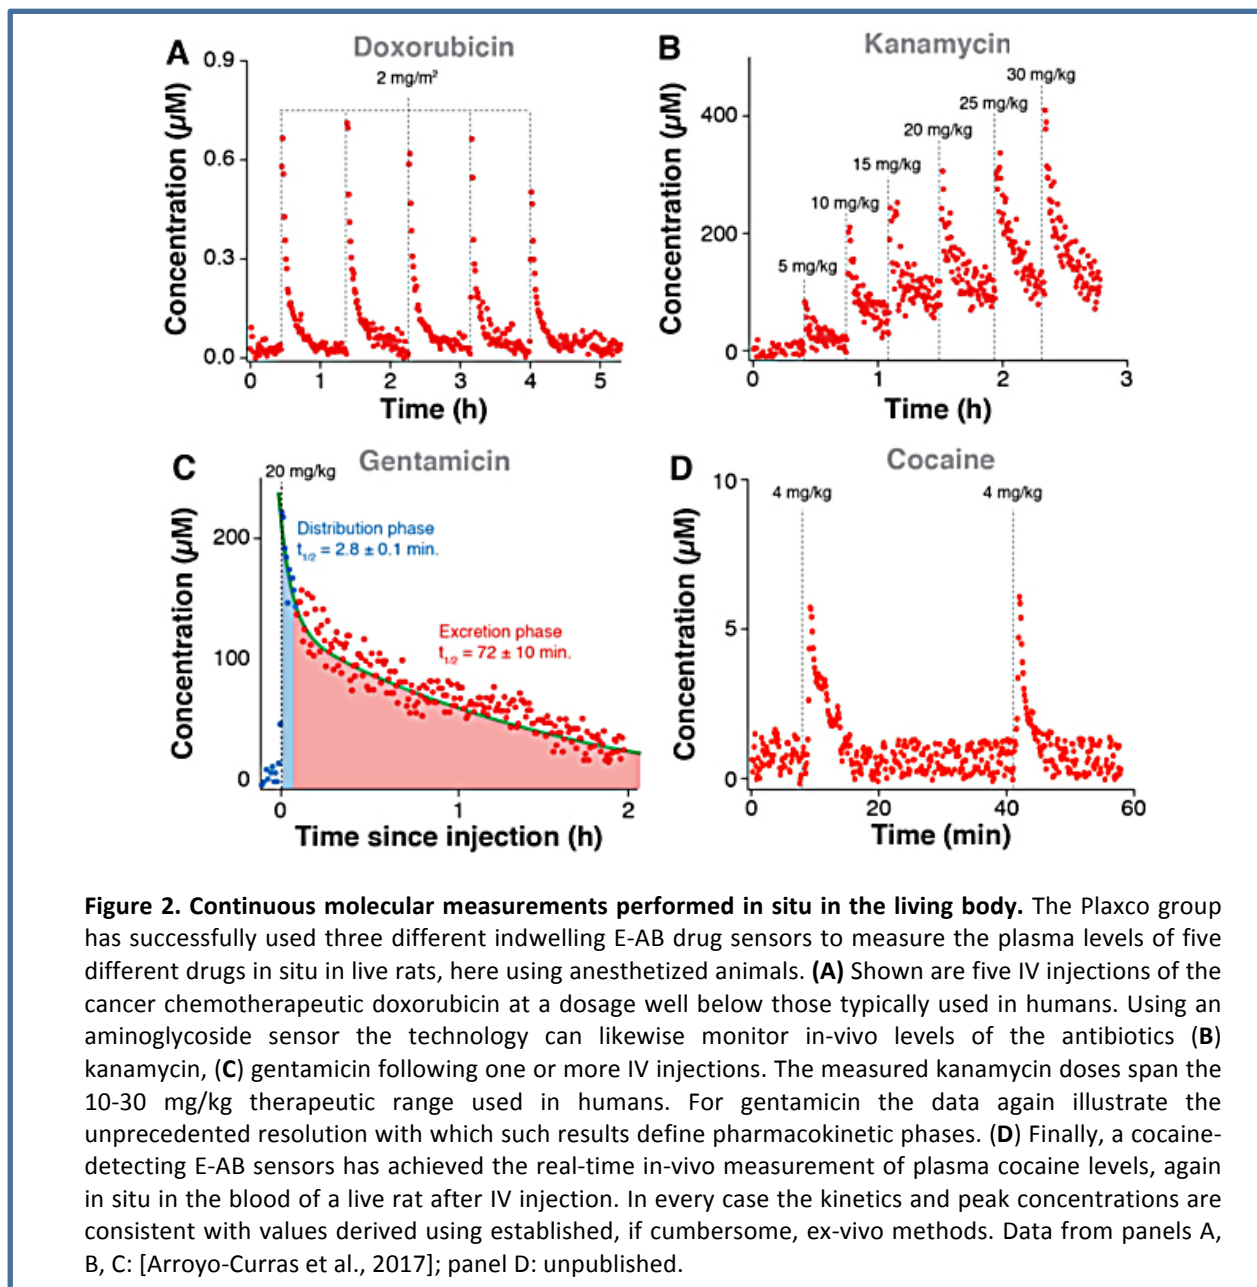 A
Doxorubicin
2 mg/m²
0.9
0.6
0.3
0.0
Concentration (µM)
0 1 2 3 4 5
Time (h)
B
Kanamycin
30 mg/kg
25 mg/kg
20 mg/kg
15 mg/kg
10 mg/kg
5 mg/kg
400
200
0
Concentration (µM)
0 1 2 3
Time (h)
C
Gentamicin
20 mg/kg
Distribution phase
t1/2 = 2.8 ± 0.1 min.
Excretion phase
t1/2 = 72 ± 10 min.
200
100
0
Concentration (µM)
0 1 2
Time since injection (h)
D
Cocaine
4 mg/kg 4 mg/kg
10
5
0
Concentration (µM)
0 20 40 60
Time (min)
Figure 2. Continuous molecular measurements performed in situ in the living body. The Plaxco group
has successfully used three different indwelling E-AB drug sensors to measure the plasma levels of five
different drugs in situ in live rats, here using anesthetized animals. (A) Shown are five IV injections of the
cancer chemotherapeutic doxorubicin at a dosage well below those typically used in humans. Using an
aminoglycoside sensor the technology can likewise monitor in-vivo levels of the antibiotics (B)
kanamycin, (C) gentamicin following one or more IV injections. The measured kanamycin doses span the
10-30 mg/kg therapeutic range used in humans. For gentamicin the data again illustrate the
unprecedented resolution with which such results define pharmacokinetic phases. (D) Finally, a cocaine-
detecting E-AB sensors has achieved the real-time in-vivo measurement of plasma cocaine levels, again
in situ in the blood of a live rat after IV injection. In every case the kinetics and peak concentrations are
consistent with values derived using established, if cumbersome, ex-vivo methods. Data from panels A,
B, C: [Arroyo-Curras et al., 2017]; panel D: unpublished.